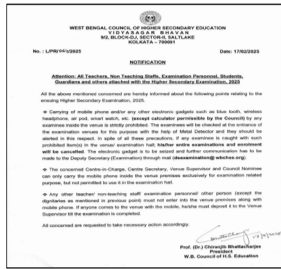 WEST BENGAL COUNCIL OF HIGHER SECONDARY EDUCATION
VIDYASAGAR BHAVAN
9/2, BLOCK-DJ, SECTOR-II, SALTLAKE
KOLKATA – 700091
No. : L/PR/ /2025
Date: 17/02/2025
NOTIFICATION
Attention: All Teachers, Non Teaching Staffs, Examination Personnel, Students,
Guardians and others attached with the Higher Secondary Examination, 2025
All the above mentioned are hereby informed about the following points relating to the
ensuing Higher Secondary Examination, 2025.
❖ Carrying of mobile phone and/or any other electronic gadgets such as blue tooth, wireless
headphone, air pod, smart watch, etc. (except calculator permissible by the Council) by any
examinee inside the venue is strictly prohibited. The examinees will be checked at the entrance of
the examination venues for this purpose with the help of Metal Detector and they should be
alerted in this respect. In spite of all these precautions, if any examinee is caught with such
prohibited item(s) in the venue/ examination hall; his/her entire examinations and enrolment
will be cancelled. The electronic gadget is to be seized and further communication has to be
made to the Deputy Secretary (Examination) through mail (dsexamination@ wbchse.org).
❖ The concerned Centre-in-Charge, Centre Secretary, Venue Supervisor and Council Nominee
can only carry the mobile phone inside the venue premises exclusively for examination related
purpose, but not permitted to use it in the examination hall.
❖ Any other teacher/ non-teaching staff/ examination personnel/ other person (except the
dignitaries as mentioned in previous point) must not enter into the venue premises along with
mobile phone. If anyone comes to the venue with the mobile, he/she must deposit it to the Venue
Supervisor till the examination is completed.
All concerned are requested to take necessary action accordingly.
Prof. (Dr.) Chiranjib Bhattacharjee
President
W.B. Council of H.S. Education